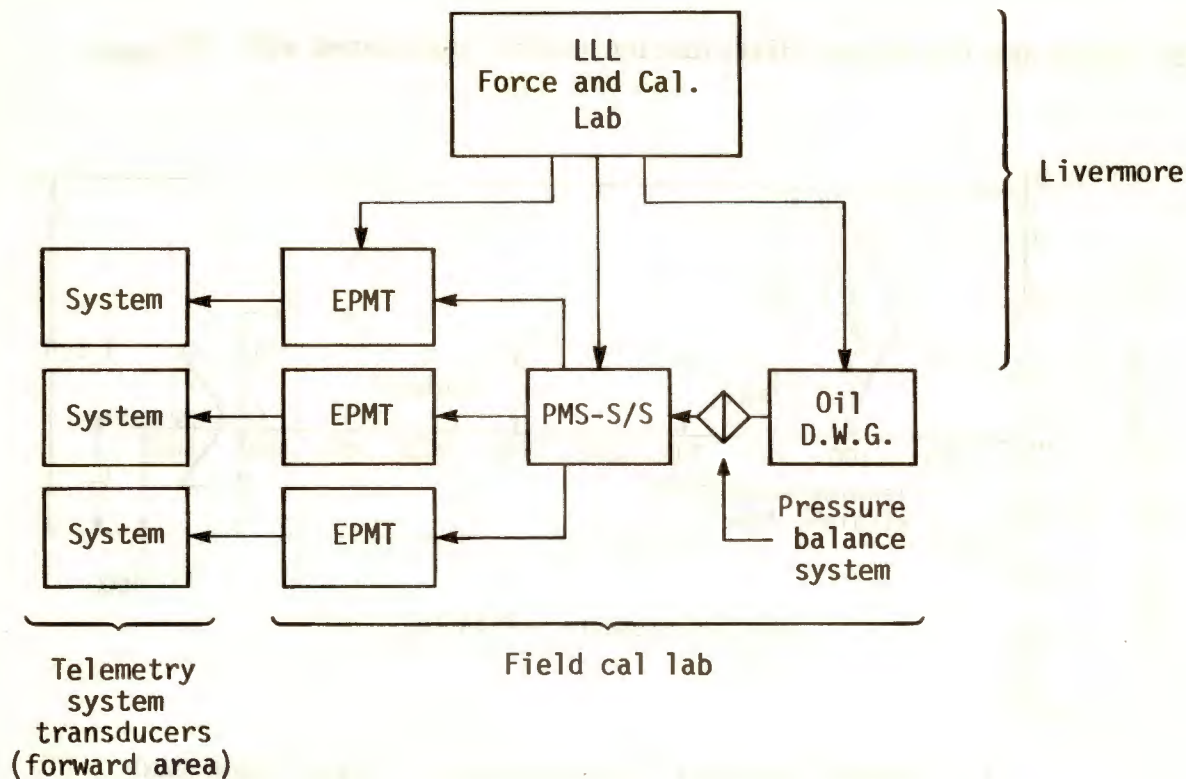 LLL
Force and Cal.
Lab
Livermore
System
EPMT
System
EPMT
PMS-S/S
Oil
D.W.G.
System
EPMT
Pressure
balance
system
Telemetry
system
transducers
(forward area)
Field cal lab